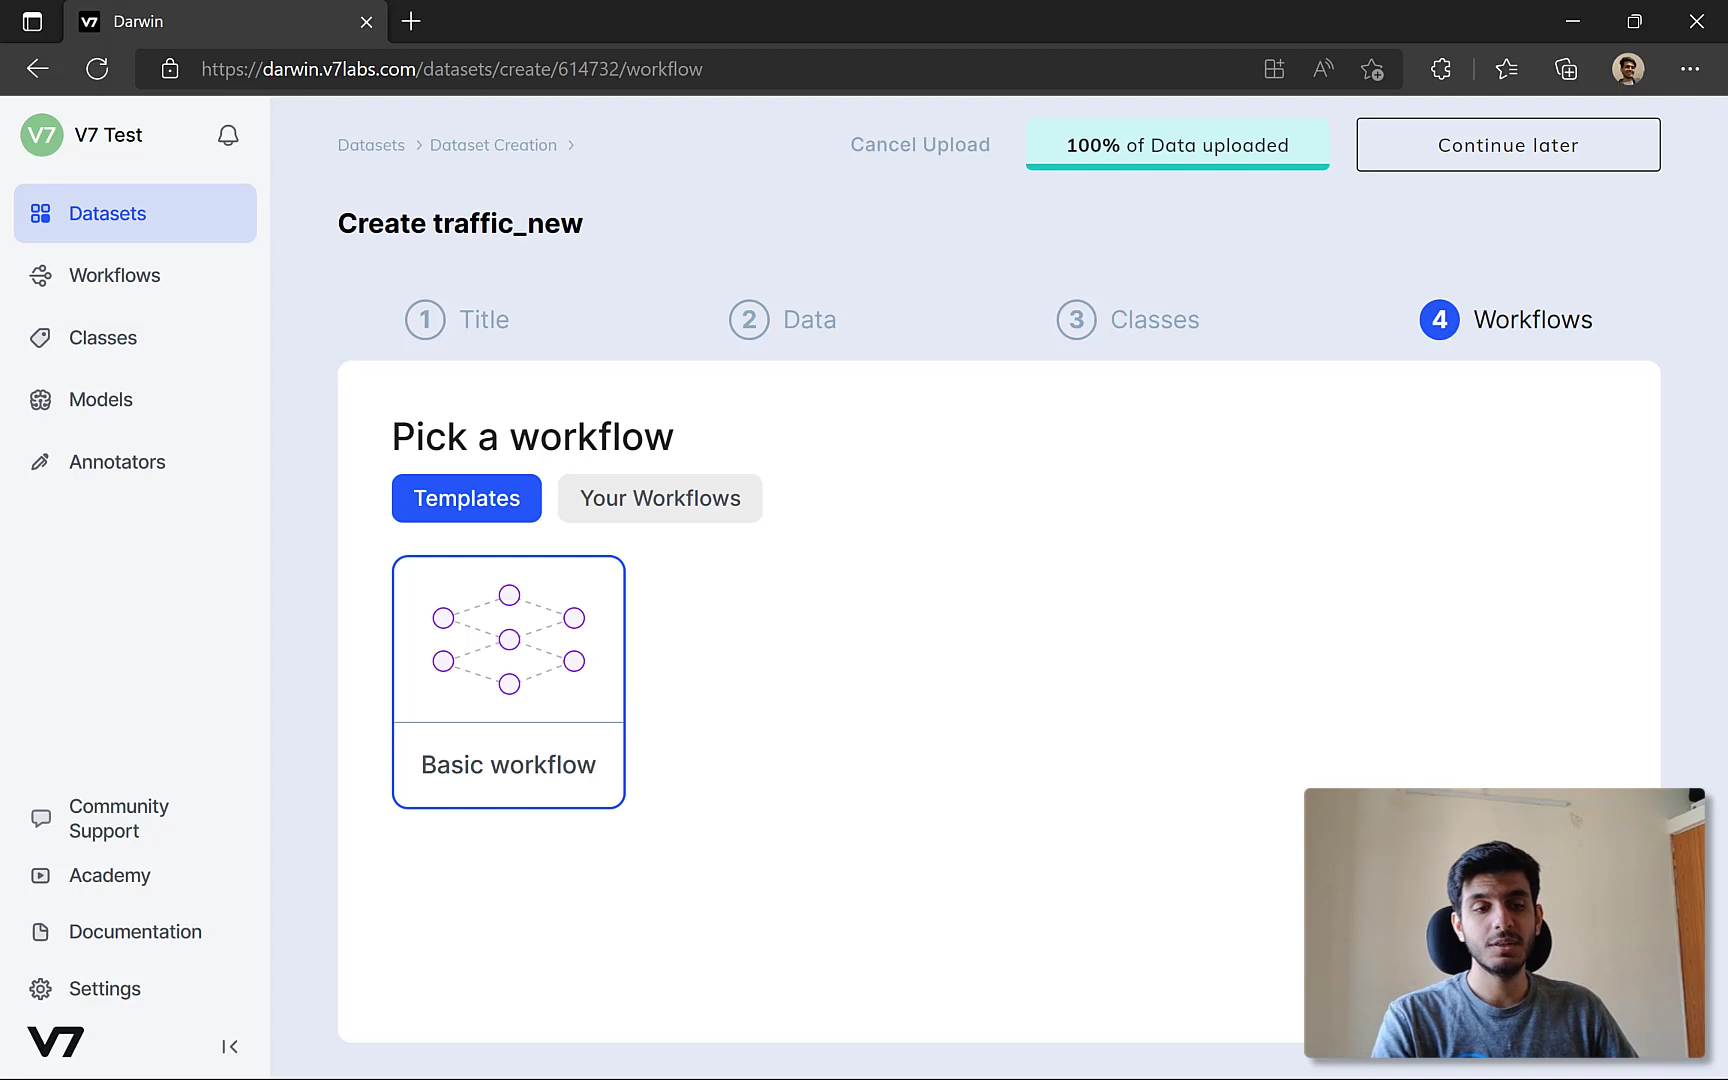 Darwin
https://darwin.v7labs.com/datasets/create/614732/workflow
V7 V7 Test
Datasets
Workflows
Classes
Models
Annotators
Community
Support
Academy
Documentation
Settings
V7
Datasets > Dataset Creation >
Cancel Upload
100% of Data uploaded
Continue later
Create traffic_new
1 Title
2 Data
3 Classes
4 Workflows
Pick a workflow
Templates
Your Workflows
Basic workflow